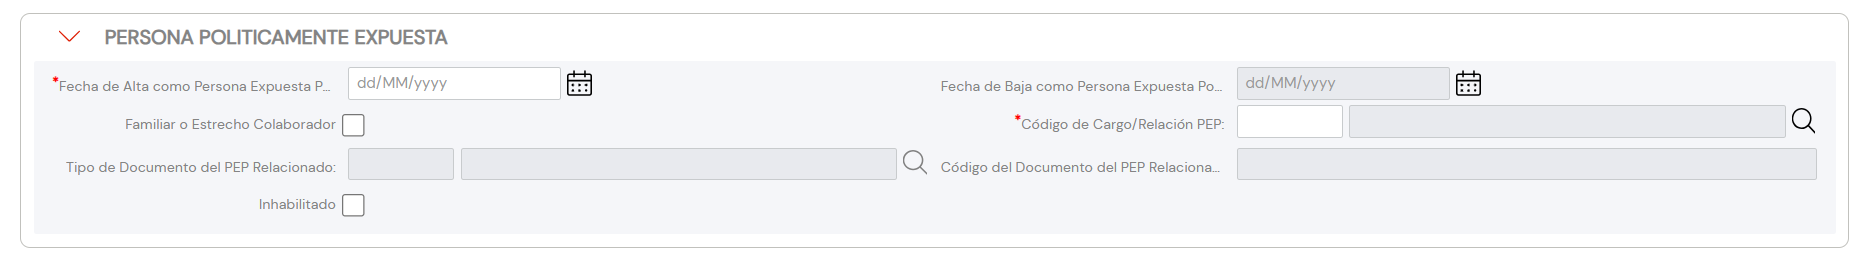 PERSONA POLITICAMENTE EXPUESTA
*Fecha de Alta como Persona Expuesta P... dd/MM/yyyy Fecha de Baja como Persona Expuesta Po... dd/MM/yyyy
Familiar o Estrecho Colaborador *Código de Cargo/Relación PEP:
Tipo de Documento del PEP Relacionado: Código del Documento del PEP Relaciona...
Inhabilitado